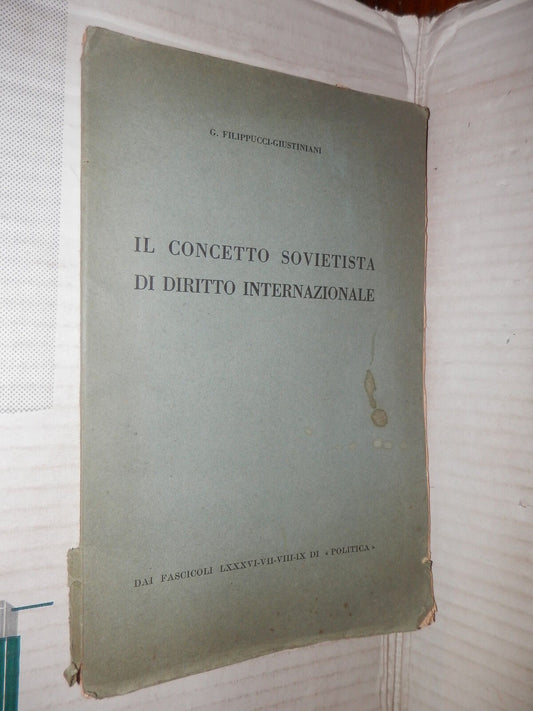 G. FILIPPUCCI-GIUSTINIANI
IL CONCETTO SOVIETISTA
DI DIRITTO INTERNAZIONALE
DAI FASCICOLI LXXXVI-VII-VIII-IX DI «POLITICA»